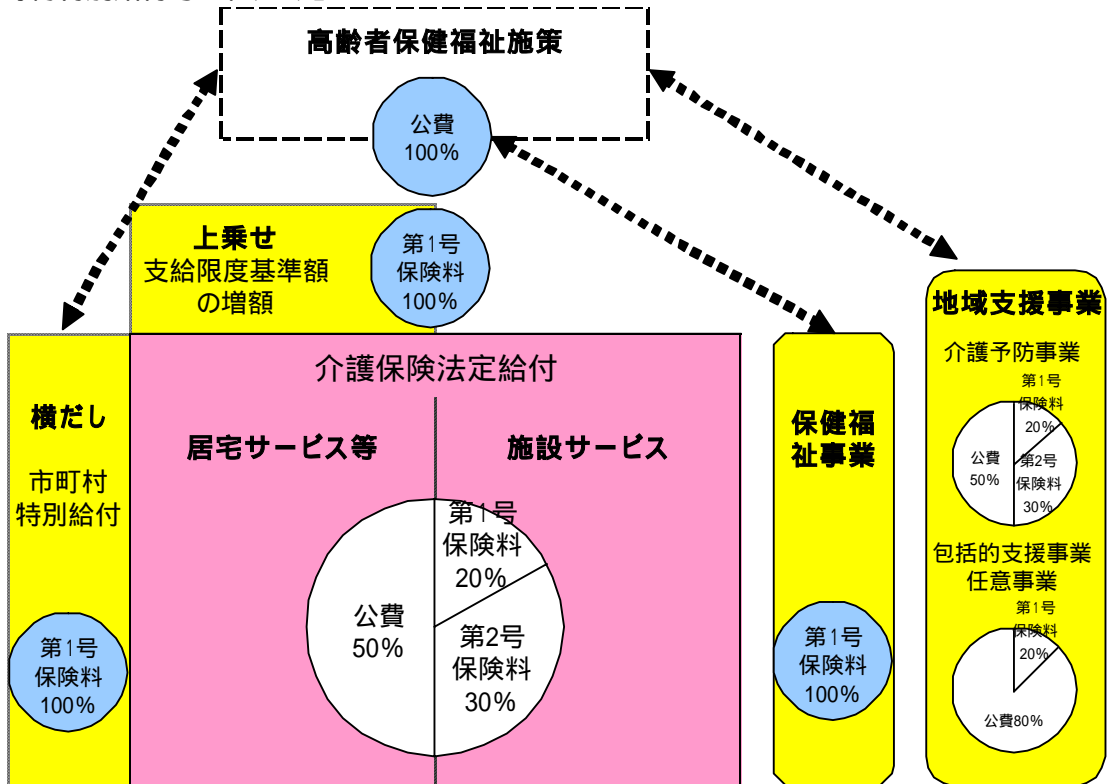 高齢者保健福祉施策
公費
100%
上乗せ
支給限度基準額
の増額
第1号
保険料
100%
横だし
市町村
特別給付
第1号
保険料
100%
介護保険法定給付
居宅サービス等
施設サービス
公費
50%
第1号
保険料
20%
第2号
保険料
30%
保健福
祉事業
第1号
保険料
100%
地域支援事業
介護予防事業
第1号
保険料
20%
公費
50%
第2号
保険料
30%
包括的支援事業
任意事業
第1号
保険料
20%
公費80%